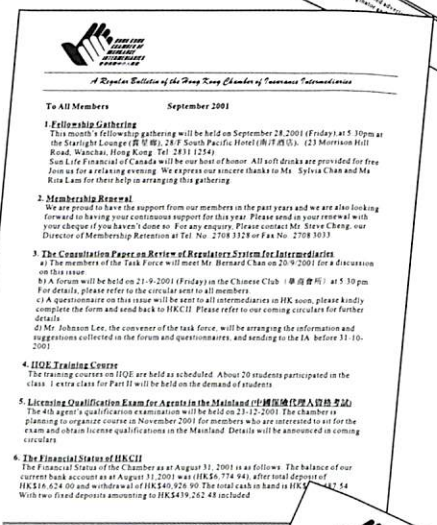 HONG KONG
CHAMBER OF
INSURANCE
INTERMEDIARIES
A Regular Bulletin of the Hong Kong Chamber of Insurance Intermediaries
To All Members September 2001
1. Fellowship Gathering
This month's fellowship gathering will be held on September 28,2001 (Friday), at 5 30pm at
the Starlight Lounge (賞星廊), 28/F South Pacific Hotel (南洋酒店). (23 Morrison Hill
Road, Wanchai, Hong Kong Tel 2831 1254).
Sun Life Financial of Canada will be our host of honor. All soft drinks are provided for free
Join us for a relaxing evening. We express our sincere thanks to Ms Sylvia Chan and Ms
Rita Lam for their help in arranging this gathering
2. Membership Renewal
We are proud to have the support from our members in the past years and we are also looking
forward to having your continuous support for this year. Please send in your renewal with
your cheque if you haven't done so. For any enquiry, Please contact Mr. Steve Cheng, our
Director of Membership Retention at Tel. No. 2708 3328 or Fax No. 2708 3033
3. The Consultation Paper on Review of Regulatory System for Intermediaries
a) The members of the Task Force will meet Mr. Bernard Chan on 20/9/2001 for a discussion
on this issue.
b) A forum will be held on 21-9-2001 (Friday) in the Chinese Club (華商會所) at 5 30 pm
For details, please refer to the circular sent to all members.
c) A questionnaire on this issue will be sent to all intermediaries in HK soon, please kindly
complete the form and send back to HKCII. Please refer to our coming circulars for further
details
d) Mr. Johnson Lee, the convener of the task force, will be arranging the information and
suggestions collected in the forum and questionnaires, and sending to the IA before 31-10-
2001
4. IIQE Training Course
The training courses on IIQE are held as scheduled. About 20 students participated in the
class. 1 extra class for Part II will be held on the demand of students
5. Licensing Qualification Exam for Agents in the Mainland (中國保險代理人資格考試)
The 4th agent's qualification examination will be held on 23-12-2001. The chamber is
planning to organize course in November 2001 for members who are interested to sit for the
exam and obtain license qualifications in the Mainland. Details will be announced in coming
circulars
6. The Financial Status of HKCII
The Financial Status of the Chamber as at August 31, 2001 is as follows. The balance of our
current bank account as at August 31,2001 was (HK$6,774 94), after total deposit of
HK$16,624.00 and withdrawal of HK$40,926.90. The total cash in hand is HK$ 487.54
With two fixed deposits amounting to HK$439,262.48 included